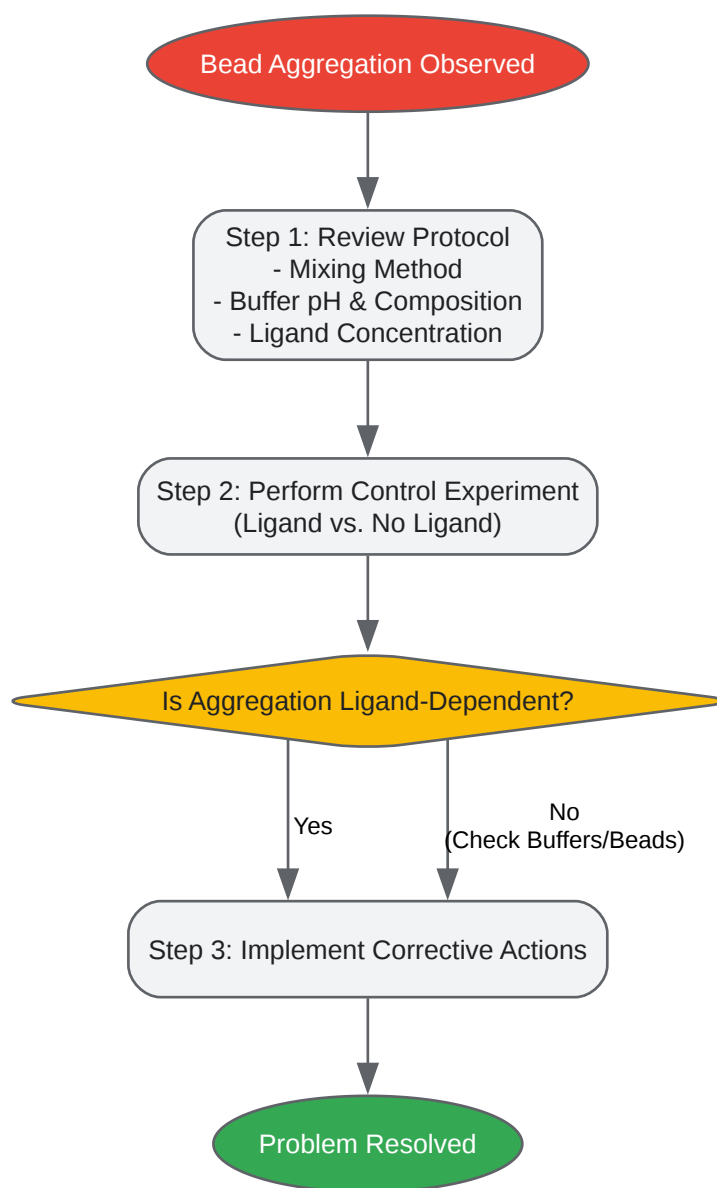 Bead Aggregation Observed
Step 1: Review Protocol
- Mixing Method
- Buffer pH & Composition
- Ligand Concentration
Step 2: Perform Control Experiment
(Ligand vs. No Ligand)
Is Aggregation Ligand-Dependent?
Yes
No
(Check Buffers/Beads)
Step 3: Implement Corrective Actions
Problem Resolved